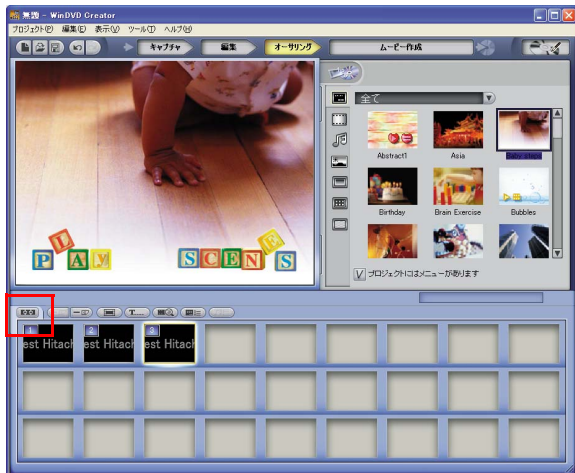 無題 - WinDVD Creator
プロジェクト(P) 編集(E) 表示(V) ツール(T) ヘルプ(H)
キャプチャ 編集 オーサリング ムービー作成
全て
Abstract1 Asia Baby steps
Birthday Brain Exercise Bubbles
PLAY SCENES
プロジェクトにはメニューがあります
T...
1 2 3
est Hitach est Hitach est Hitach